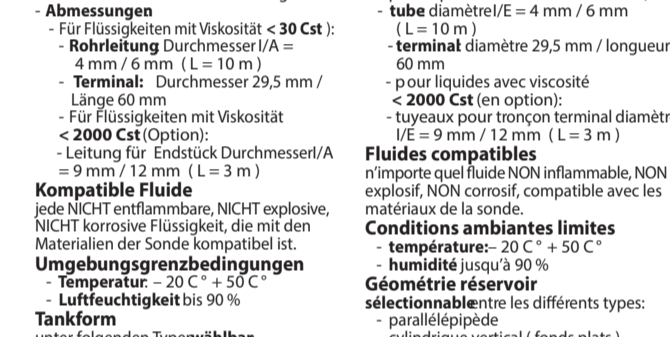 - Abmessungen
- Für Flüssigkeiten mit Viskosität < 30 Cst ):
- Rohrleitung Durchmesser I/A =
4 mm / 6 mm ( L = 10 m )
- Terminal: Durchmesser 29,5 mm /
Länge 60 mm
- Für Flüssigkeiten mit Viskosität
< 2000 Cst (Option):
- Leitung für Endstück DurchmesserI/A
= 9 mm / 12 mm ( L = 3 m )
Kompatible Fluide
jede NICHT entflammbare, NICHT explosive,
NICHT korrosive Flüssigkeit, die mit den
Materialien der Sonde kompatibel ist.
Umgebungsgrenzbedingungen
- Temperatur: – 20 C° + 50 C°
- Luftfeuchtigkeit bis 90 %
Tankform
- tube diamètre I/E = 4 mm / 6 mm
( L = 10 m )
- terminal: diamètre 29,5 mm / longueur
60 mm
- pour liquides avec viscosité
< 2000 Cst (en option):
- tuyeaux pour tronçon terminal diamètr
I/E = 9 mm / 12 mm ( L = 3 m )
Fluides compatibles
n'importe quel fluide NON inflammable, NON
explosif, NON corrosif, compatible avec les
matériaux de la sonde.
Conditions ambiantes limites
- température: – 20 C° + 50 C°
- humidité jusqu'à 90 %
Géométrie réservoir
sélectionnable entre les différents types:
- parallélépipède